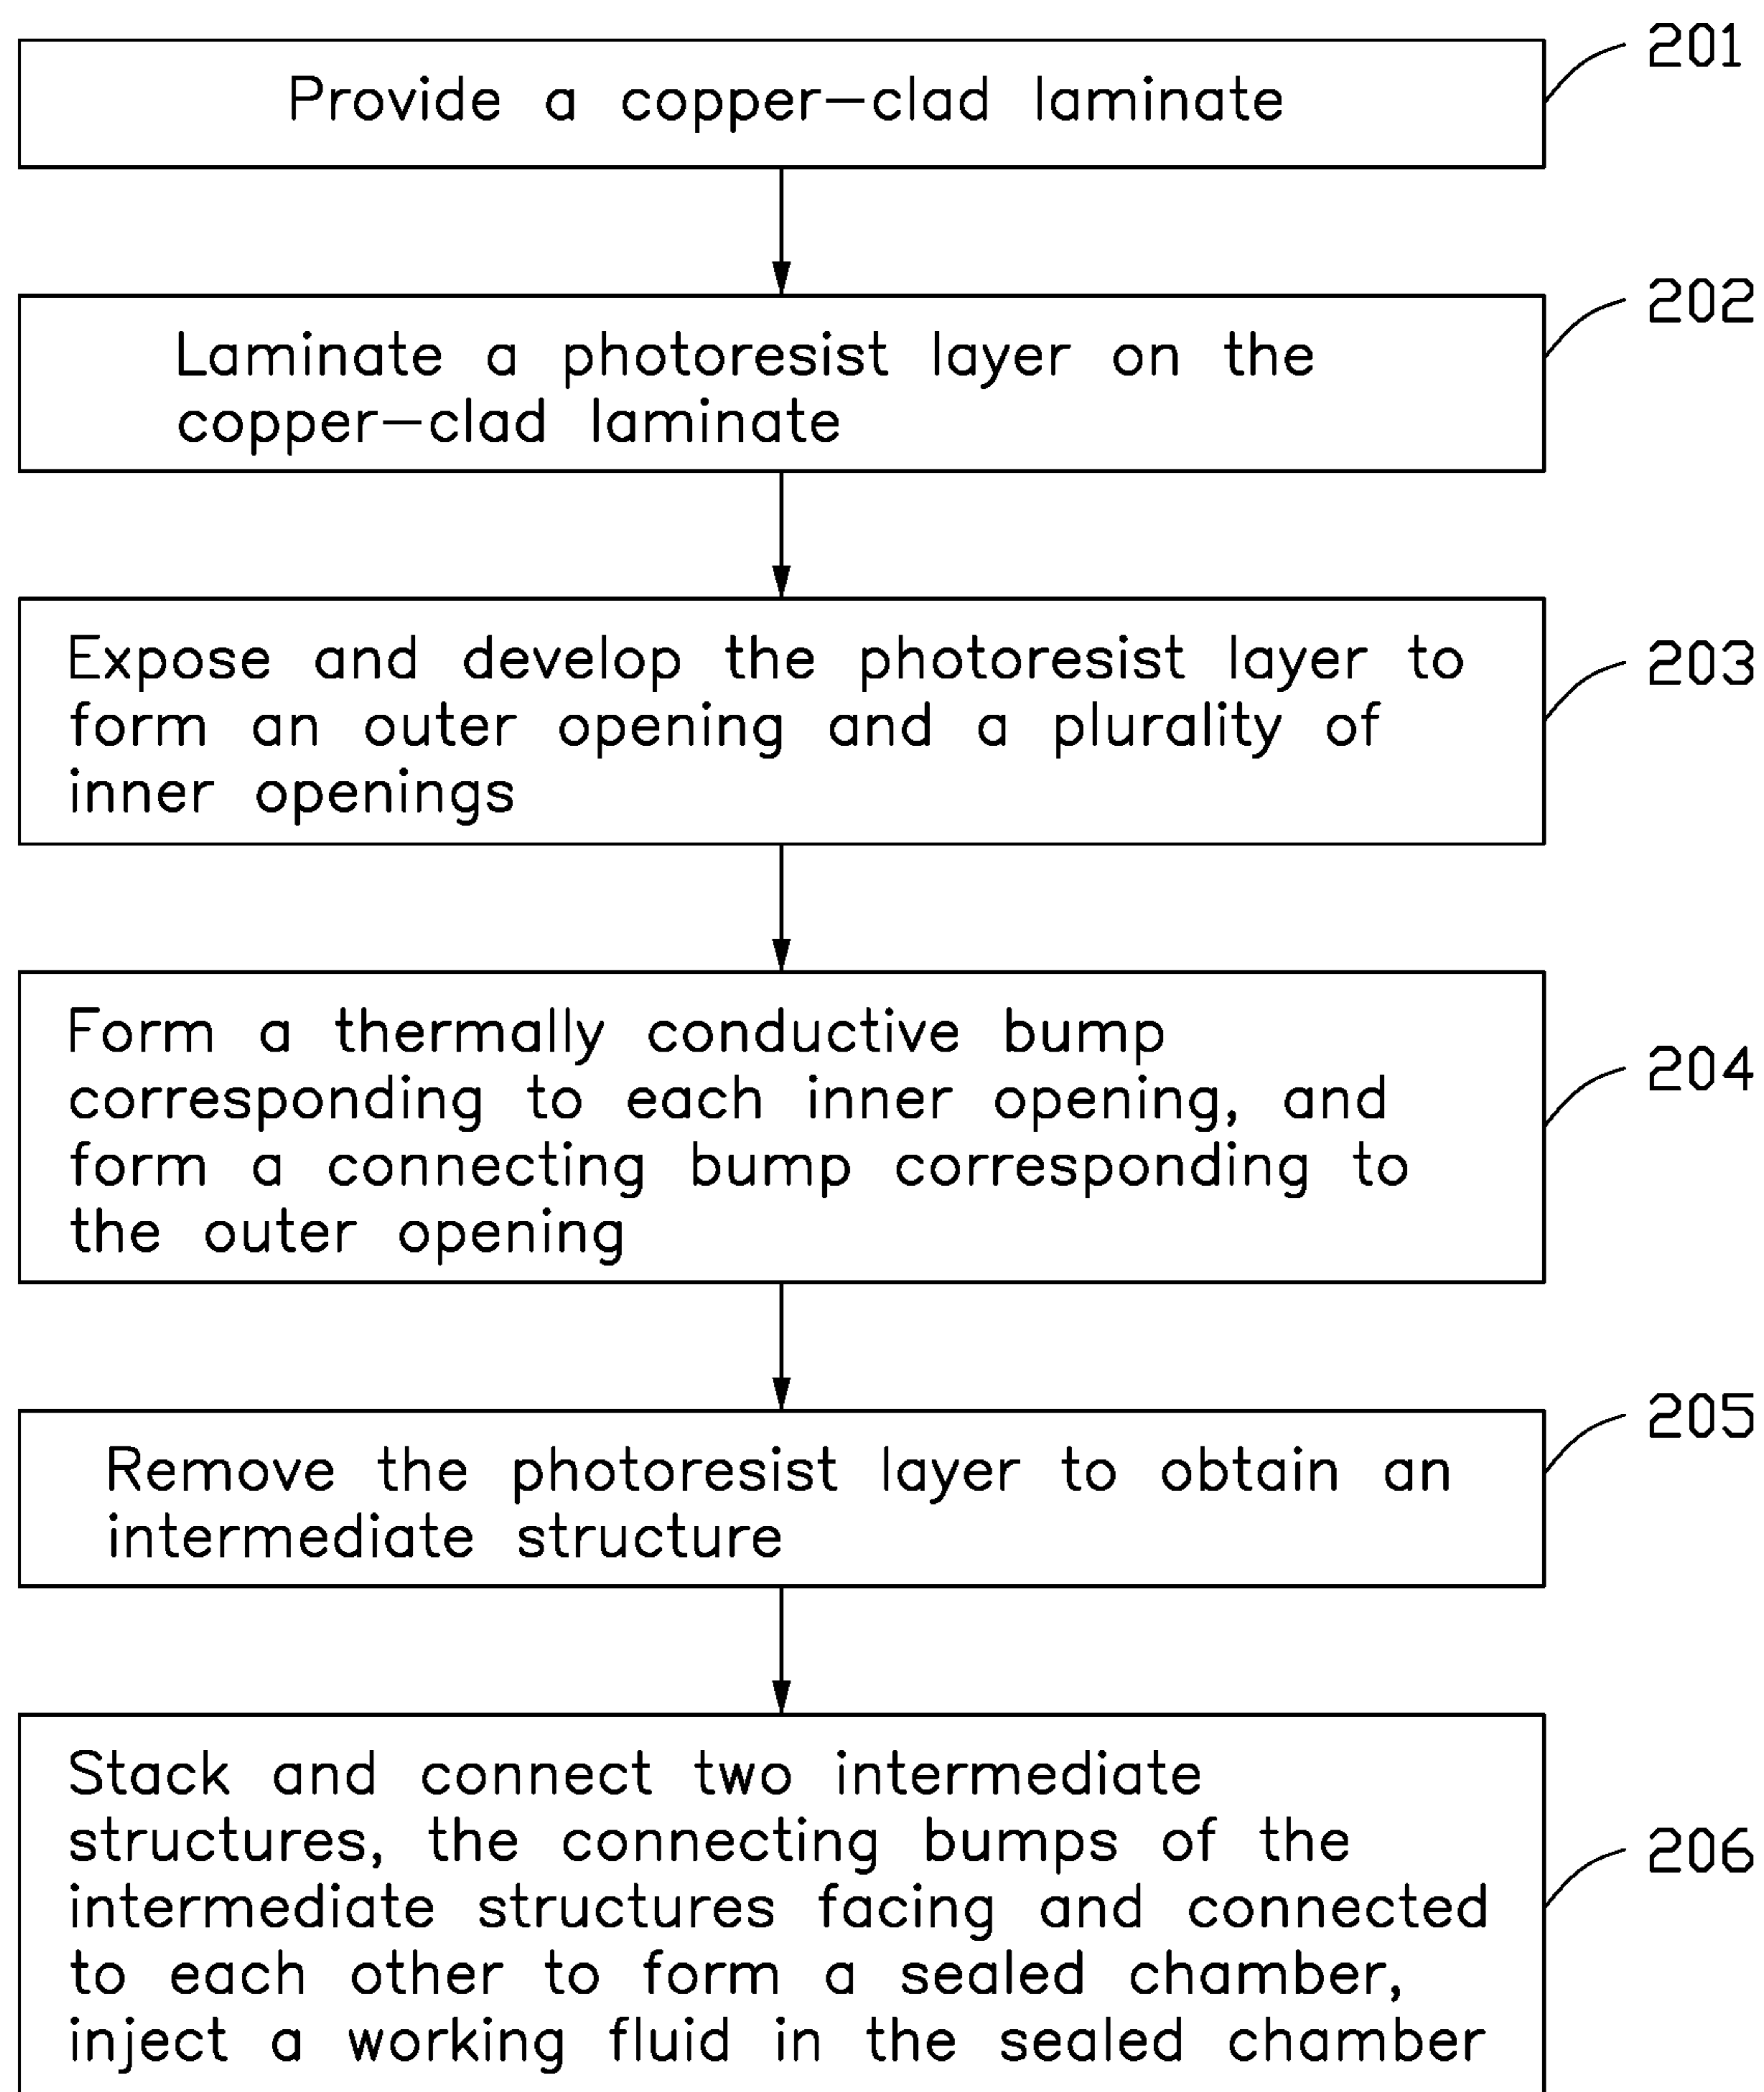 201
Provide a copper-clad laminate
202
Laminate a photoresist layer on the
copper-clad laminate
203
Expose and develop the photoresist layer to
form an outer opening and a plurality of
inner openings
204
Form a thermally conductive bump
corresponding to each inner opening, and
form a connecting bump corresponding to
the outer opening
205
Remove the photoresist layer to obtain an
intermediate structure
206
Stack and connect two intermediate
structures, the connecting bumps of the
intermediate structures facing and connected
to each other to form a sealed chamber,
inject a working fluid in the sealed chamber